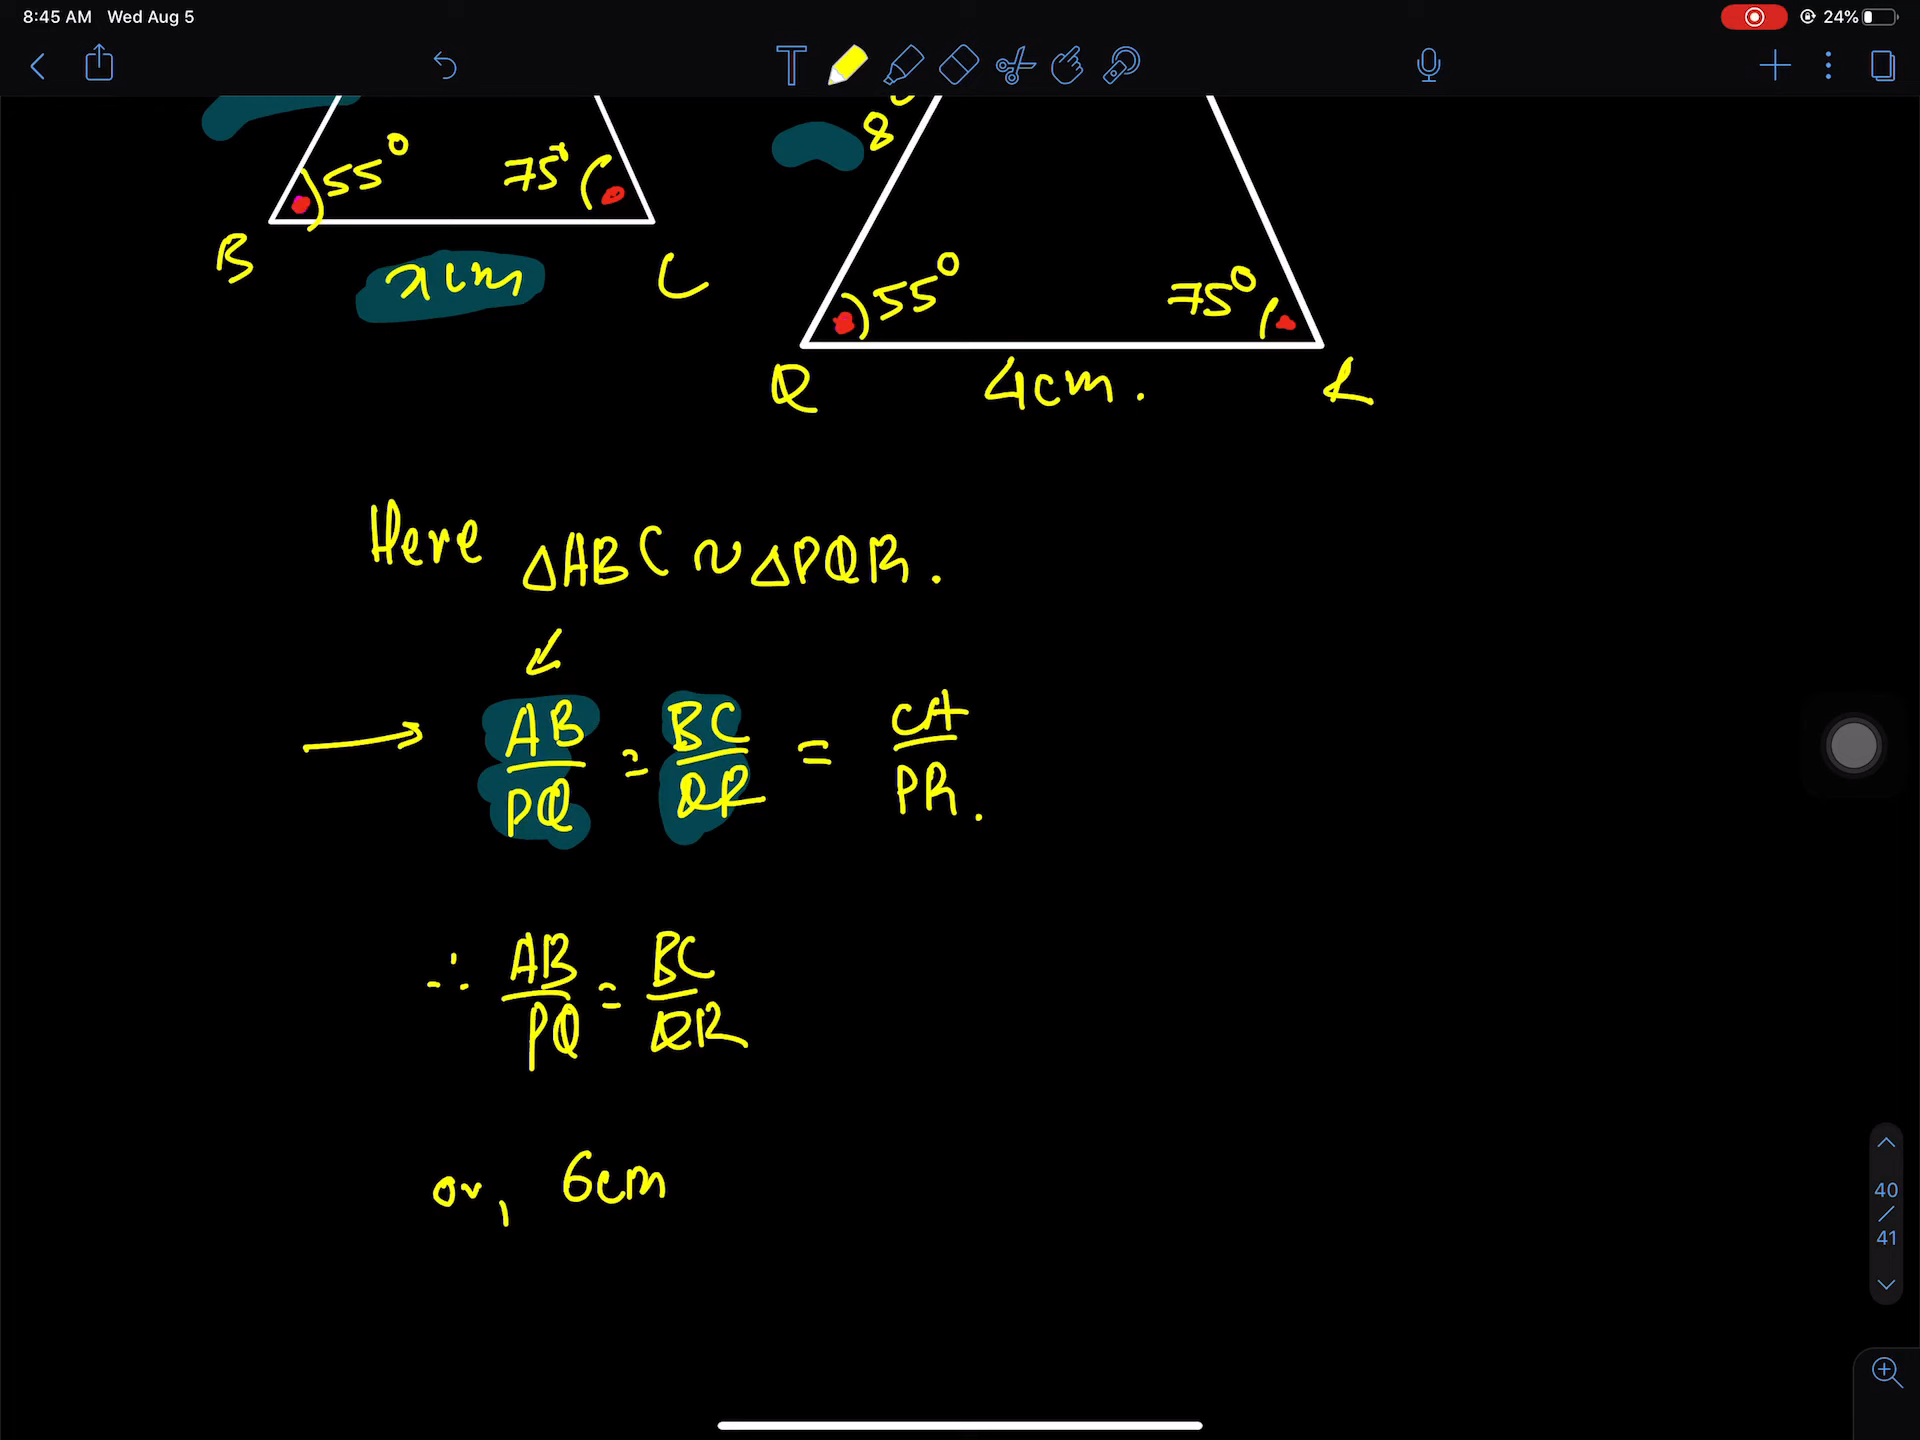 8:45 AM Wed Aug 5
24%
8
55° 75°
B x cm C
55° 75°
Q 4cm. R
Here ΔABC ~ ΔPQR.
AB/PQ = BC/QR = CA/PR.
∴ AB/PQ = BC/QR
or, 6cm
40
/
41